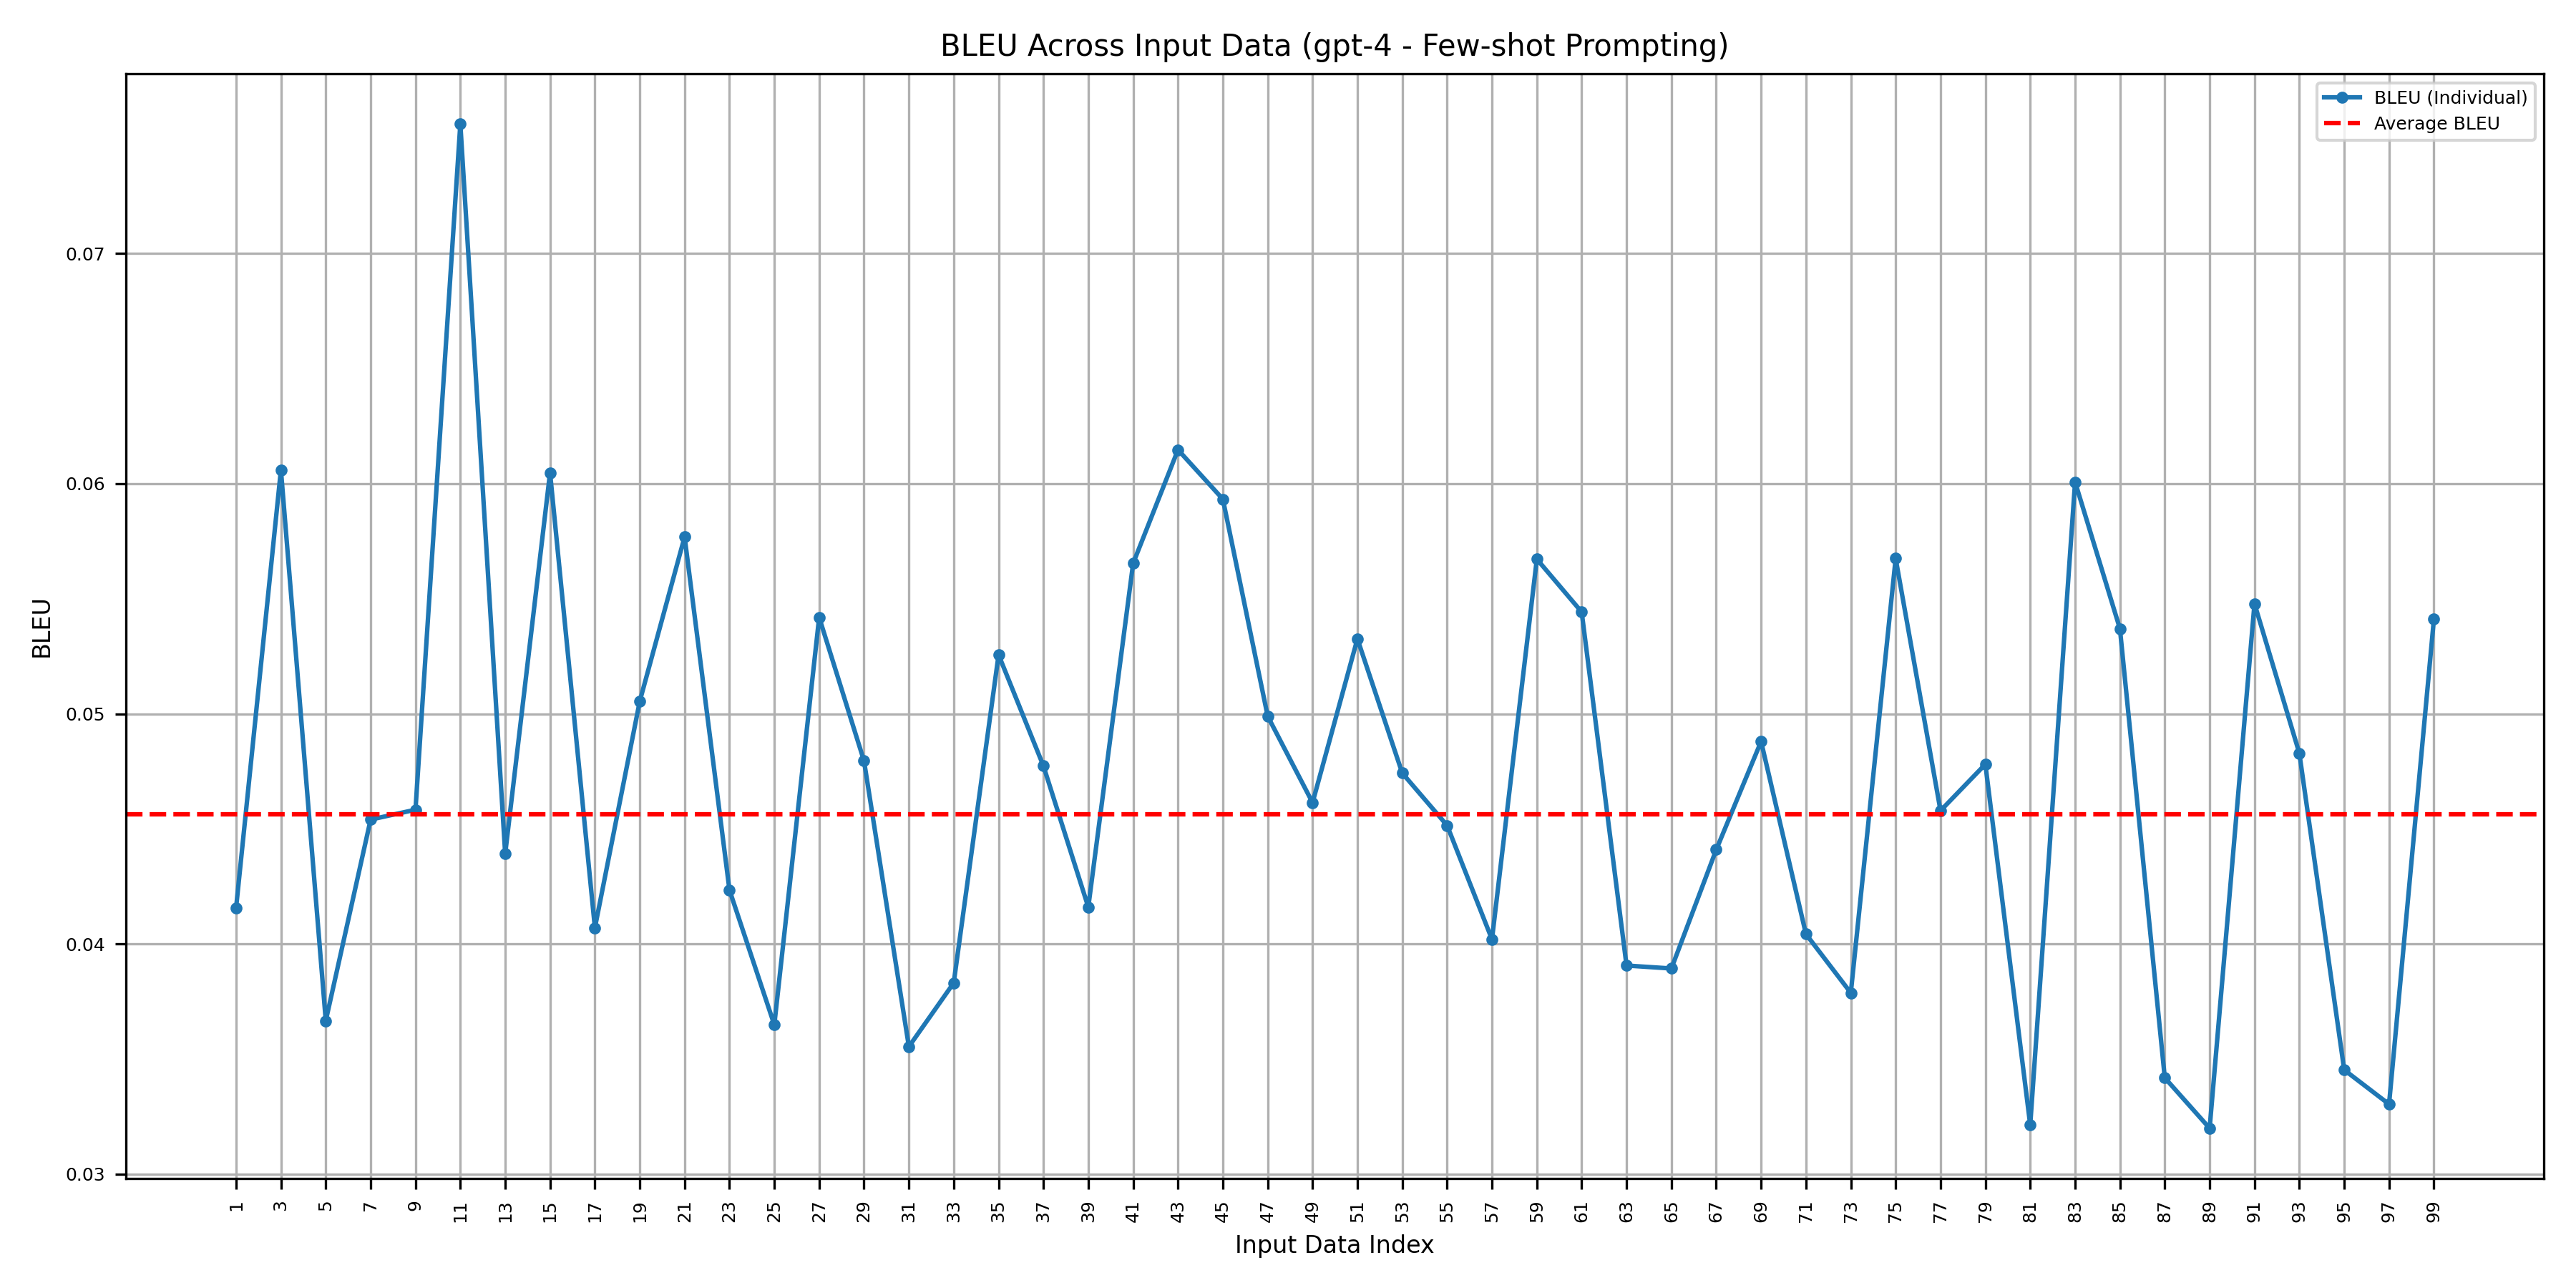 BLEU Across Input Data (gpt-4 - Few-shot Prompting)
BLEU (Individual)
Average BLEU
0.07
0.06
0.05
0.04
0.03
BLEU
1 3 5 7 9 11 13 15 17 19 21 23 25 27 29 31 33 35 37 39 41 43 45 47 49 51 53 55 57 59 61 63 65 67 69 71 73 75 77 79 81 83 85 87 89 91 93 95 97 99
Input Data Index